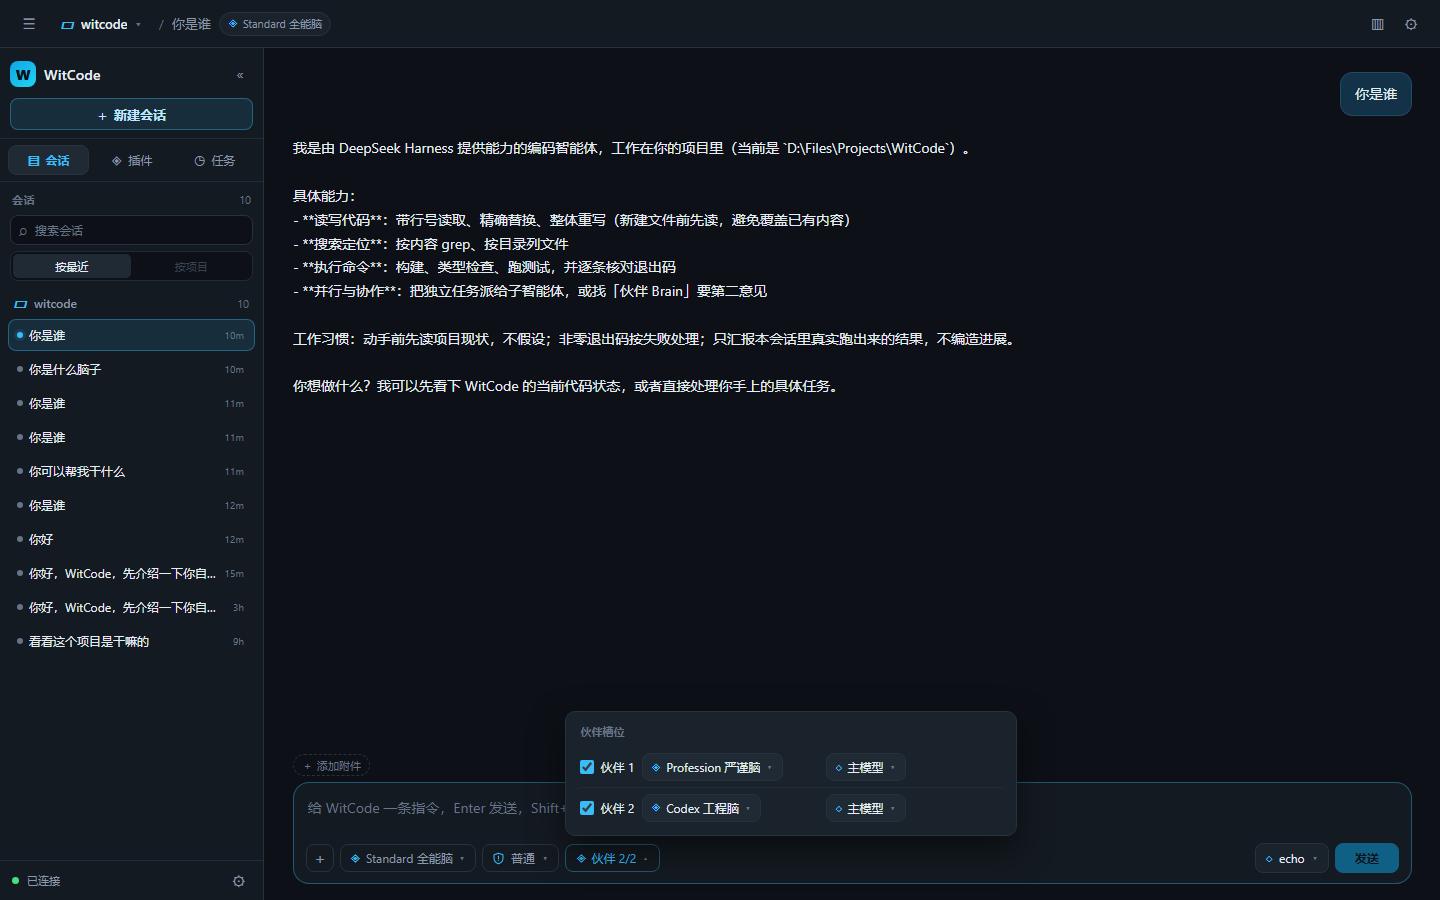 witcode
/ 你是谁
Standard 全能脑
W WitCode
«
+ 新建会话
会话
插件
任务
会话 10
搜索会话
按最近
按项目
witcode 10
你是谁 10m
你是什么脑子 10m
你是谁 11m
你是谁 11m
你可以帮我干什么 11m
你是谁 12m
你好 12m
你好，WitCode，先介绍一下你自... 15m
你好，WitCode，先介绍一下你自... 3h
看看这个项目是干嘛的 9h
已连接
你是谁
我是由 DeepSeek Harness 提供能力的编码智能体，工作在你的项目里（当前是 `D:\Files\Projects\WitCode`）。
具体能力：
- **读写代码**：带行号读取、精确替换、整体重写（新建文件前先读，避免覆盖已有内容）
- **搜索定位**：按内容 grep、按目录列文件
- **执行命令**：构建、类型检查、跑测试，并逐条核对退出码
- **并行与协作**：把独立任务派给子智能体，或找「伙伴 Brain」要第二意见
工作习惯：动手前先读项目现状，不假设；非零退出码按失败处理；只汇报本会话里真实跑出来的结果，不编造进展。
你想做什么？我可以先看下 WitCode 的当前代码状态，或者直接处理你手上的具体任务。
伙伴槽位
伙伴 1 Profession 严谨脑 主模型
伙伴 2 Codex 工程脑 主模型
+ 添加附件
给 WitCode 一条指令，Enter 发送，Shift+
+
Standard 全能脑
普通
伙伴 2/2
echo
发送